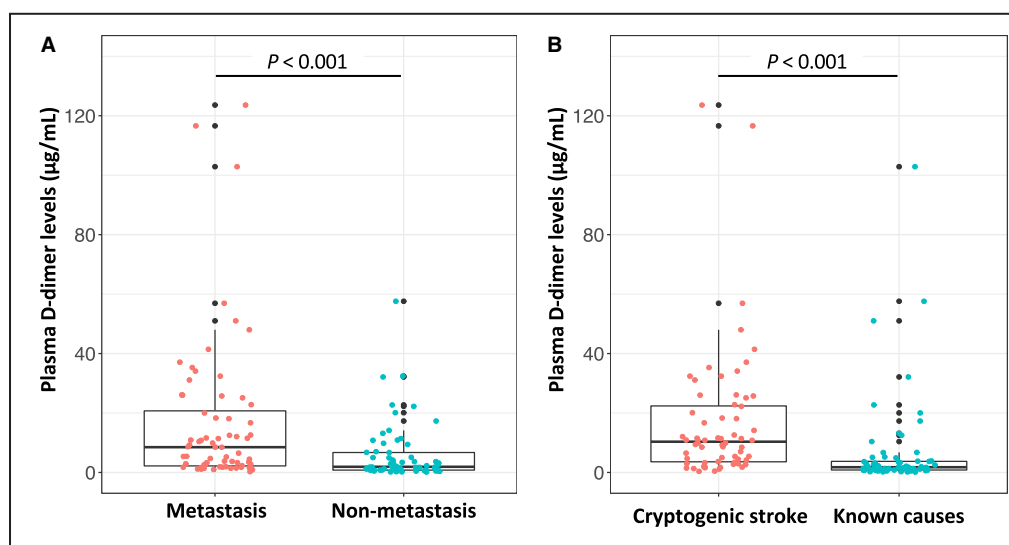 A
P < 0.001
Plasma D-dimer levels (µg/mL)
120
80
40
0
Metastasis Non-metastasis
B
P < 0.001
Plasma D-dimer levels (µg/mL)
120
80
40
0
Cryptogenic stroke Known causes